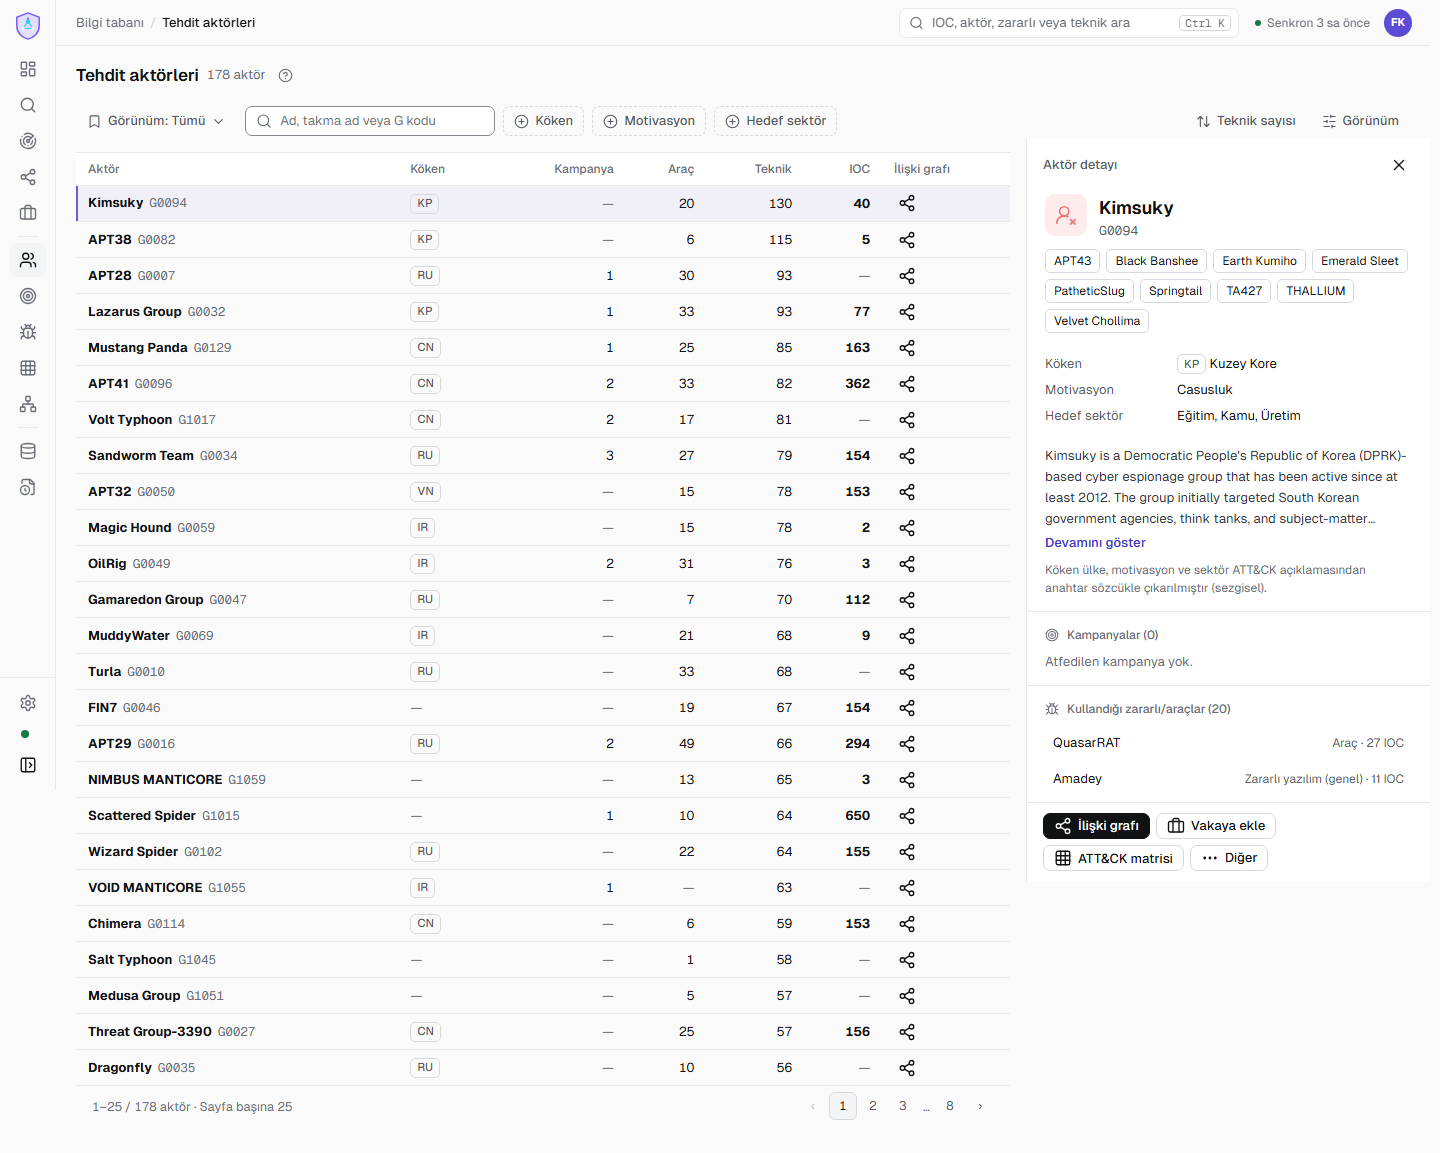 Bilgi tabanı / Tehdit aktörleri
IOC, aktör, zararlı veya teknik ara Ctrl K
Senkron 3 sa önce
FK
Tehdit aktörleri 178 aktör
Görünüm: Tümü
Ad, takma ad veya G kodu
Köken
Motivasyon
Hedef sektör
Teknik sayısı
Görünüm
Aktör Köken Kampanya Araç Teknik IOC İlişki grafı
Kimsuky G0094 KP — 20 130 40
APT38 G0082 KP — 6 115 5
APT28 G0007 RU 1 30 93 —
Lazarus Group G0032 KP 1 33 93 77
Mustang Panda G0129 CN 1 25 85 163
APT41 G0096 CN 2 33 82 362
Volt Typhoon G1017 CN 2 17 81 —
Sandworm Team G0034 RU 3 27 79 154
APT32 G0050 VN — 15 78 153
Magic Hound G0059 IR — 15 78 2
OilRig G0049 IR 2 31 76 3
Gamaredon Group G0047 RU — 7 70 112
MuddyWater G0069 IR — 21 68 9
Turla G0010 RU — 33 68 —
FIN7 G0046 — — 19 67 154
APT29 G0016 RU 2 49 66 294
NIMBUS MANTICORE G1059 — — 13 65 3
Scattered Spider G1015 — 1 10 64 650
Wizard Spider G0102 RU — 22 64 155
VOID MANTICORE G1055 IR 1 — 63 —
Chimera G0114 CN — 6 59 153
Salt Typhoon G1045 — — 1 58 —
Medusa Group G1051 — — 5 57 —
Threat Group-3390 G0027 CN — 25 57 156
Dragonfly G0035 RU — 10 56 —
1–25 / 178 aktör · Sayfa başına 25
‹ 1 2 3 … 8 ›
Aktör detayı
Kimsuky
G0094
APT43 Black Banshee Earth Kumiho Emerald Sleet
PatheticSlug Springtail TA427 THALLIUM
Velvet Chollima
Köken KP Kuzey Kore
Motivasyon Casusluk
Hedef sektör Eğitim, Kamu, Üretim
Kimsuky is a Democratic People's Republic of Korea (DPRK)-
based cyber espionage group that has been active since at
least 2012. The group initially targeted South Korean
government agencies, think tanks, and subject-matter…
Devamını göster
Köken ülke, motivasyon ve sektör ATT&CK açıklamasından
anahtar sözcükle çıkarılmıştır (sezgisel).
Kampanyalar (0)
Atfedilen kampanya yok.
Kullandığı zararlı/araçlar (20)
QuasarRAT Araç · 27 IOC
Amadey Zararlı yazılım (genel) · 11 IOC
İlişki grafı
Vakaya ekle
ATT&CK matrisi
Diğer